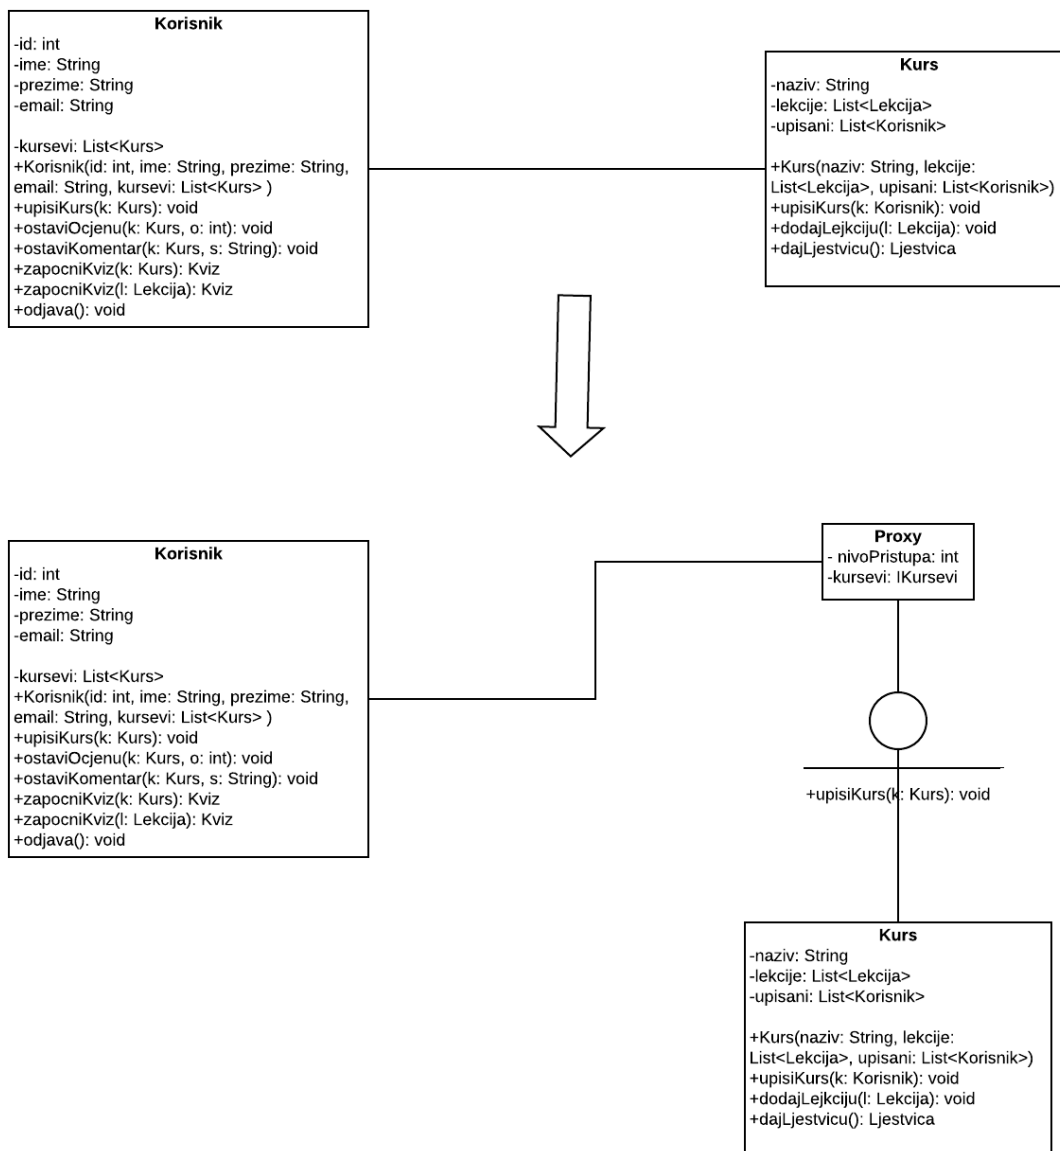 Korisnik
-id: int
-ime: String
-prezime: String
-email: String
-kursevi: List<Kurs>
+Korisnik(id: int, ime: String, prezime: String,
email: String, kursevi: List<Kurs> )
+upisiKurs(k: Kurs): void
+ostaviOcjenu(k: Kurs, o: int): void
+ostaviKomentar(k: Kurs, s: String): void
+zapocniKviz(k: Kurs): Kviz
+zapocniKviz(l: Lekcija): Kviz
+odjava(): void
Kurs
-naziv: String
-lekcije: List<Lekcija>
-upisani: List<Korisnik>
+Kurs(naziv: String, lekcije:
List<Lekcija>, upisani: List<Korisnik>)
+upisiKurs(k: Korisnik): void
+dodajLejkciju(l: Lekcija): void
+dajLjestvicu(): Ljestvica
Korisnik
-id: int
-ime: String
-prezime: String
-email: String
-kursevi: List<Kurs>
+Korisnik(id: int, ime: String, prezime: String,
email: String, kursevi: List<Kurs> )
+upisiKurs(k: Kurs): void
+ostaviOcjenu(k: Kurs, o: int): void
+ostaviKomentar(k: Kurs, s: String): void
+zapocniKviz(k: Kurs): Kviz
+zapocniKviz(l: Lekcija): Kviz
+odjava(): void
Proxy
- nivoPristupa: int
-kursevi: IKursevi
+upisiKurs(k: Kurs): void
Kurs
-naziv: String
-lekcije: List<Lekcija>
-upisani: List<Korisnik>
+Kurs(naziv: String, lekcije:
List<Lekcija>, upisani: List<Korisnik>)
+upisiKurs(k: Korisnik): void
+dodajLejkciju(l: Lekcija): void
+dajLjestvicu(): Ljestvica